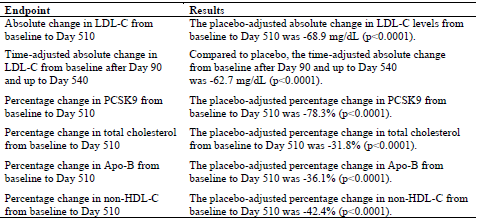 Endpoint Results
Absolute change in LDL-C from The placebo-adjusted absolute change in LDL-C levels from
baseline to Day 510 baseline to Day 510 was -68.9 mg/dL (p<0.0001).
Time-adjusted absolute change Compared to placebo, the time-adjusted absolute change
in LDL-C from baseline after Day 90 from baseline after Day 90 and up to Day 540
and up to Day 540 was -62.7 mg/dL (p<0.0001).
Percentage change in PCSK9 from The placebo-adjusted percentage change in PCSK9 from
baseline to Day 510 baseline to Day 510 was -78.3% (p<0.0001).
Percentage change in total cholesterol The placebo-adjusted percentage change in total cholesterol
from baseline to Day 510 from baseline to Day 510 was -31.8% (p<0.0001).
Percentage change in Apo-B from The placebo-adjusted percentage change in Apo-B from
baseline to Day 510 baseline to Day 510 was -36.1% (p<0.0001).
Percentage change in non-HDL-C The placebo-adjusted percentage change in non-HDL-C from
from baseline to Day 510 baseline to Day 510 was -42.4% (p<0.0001).